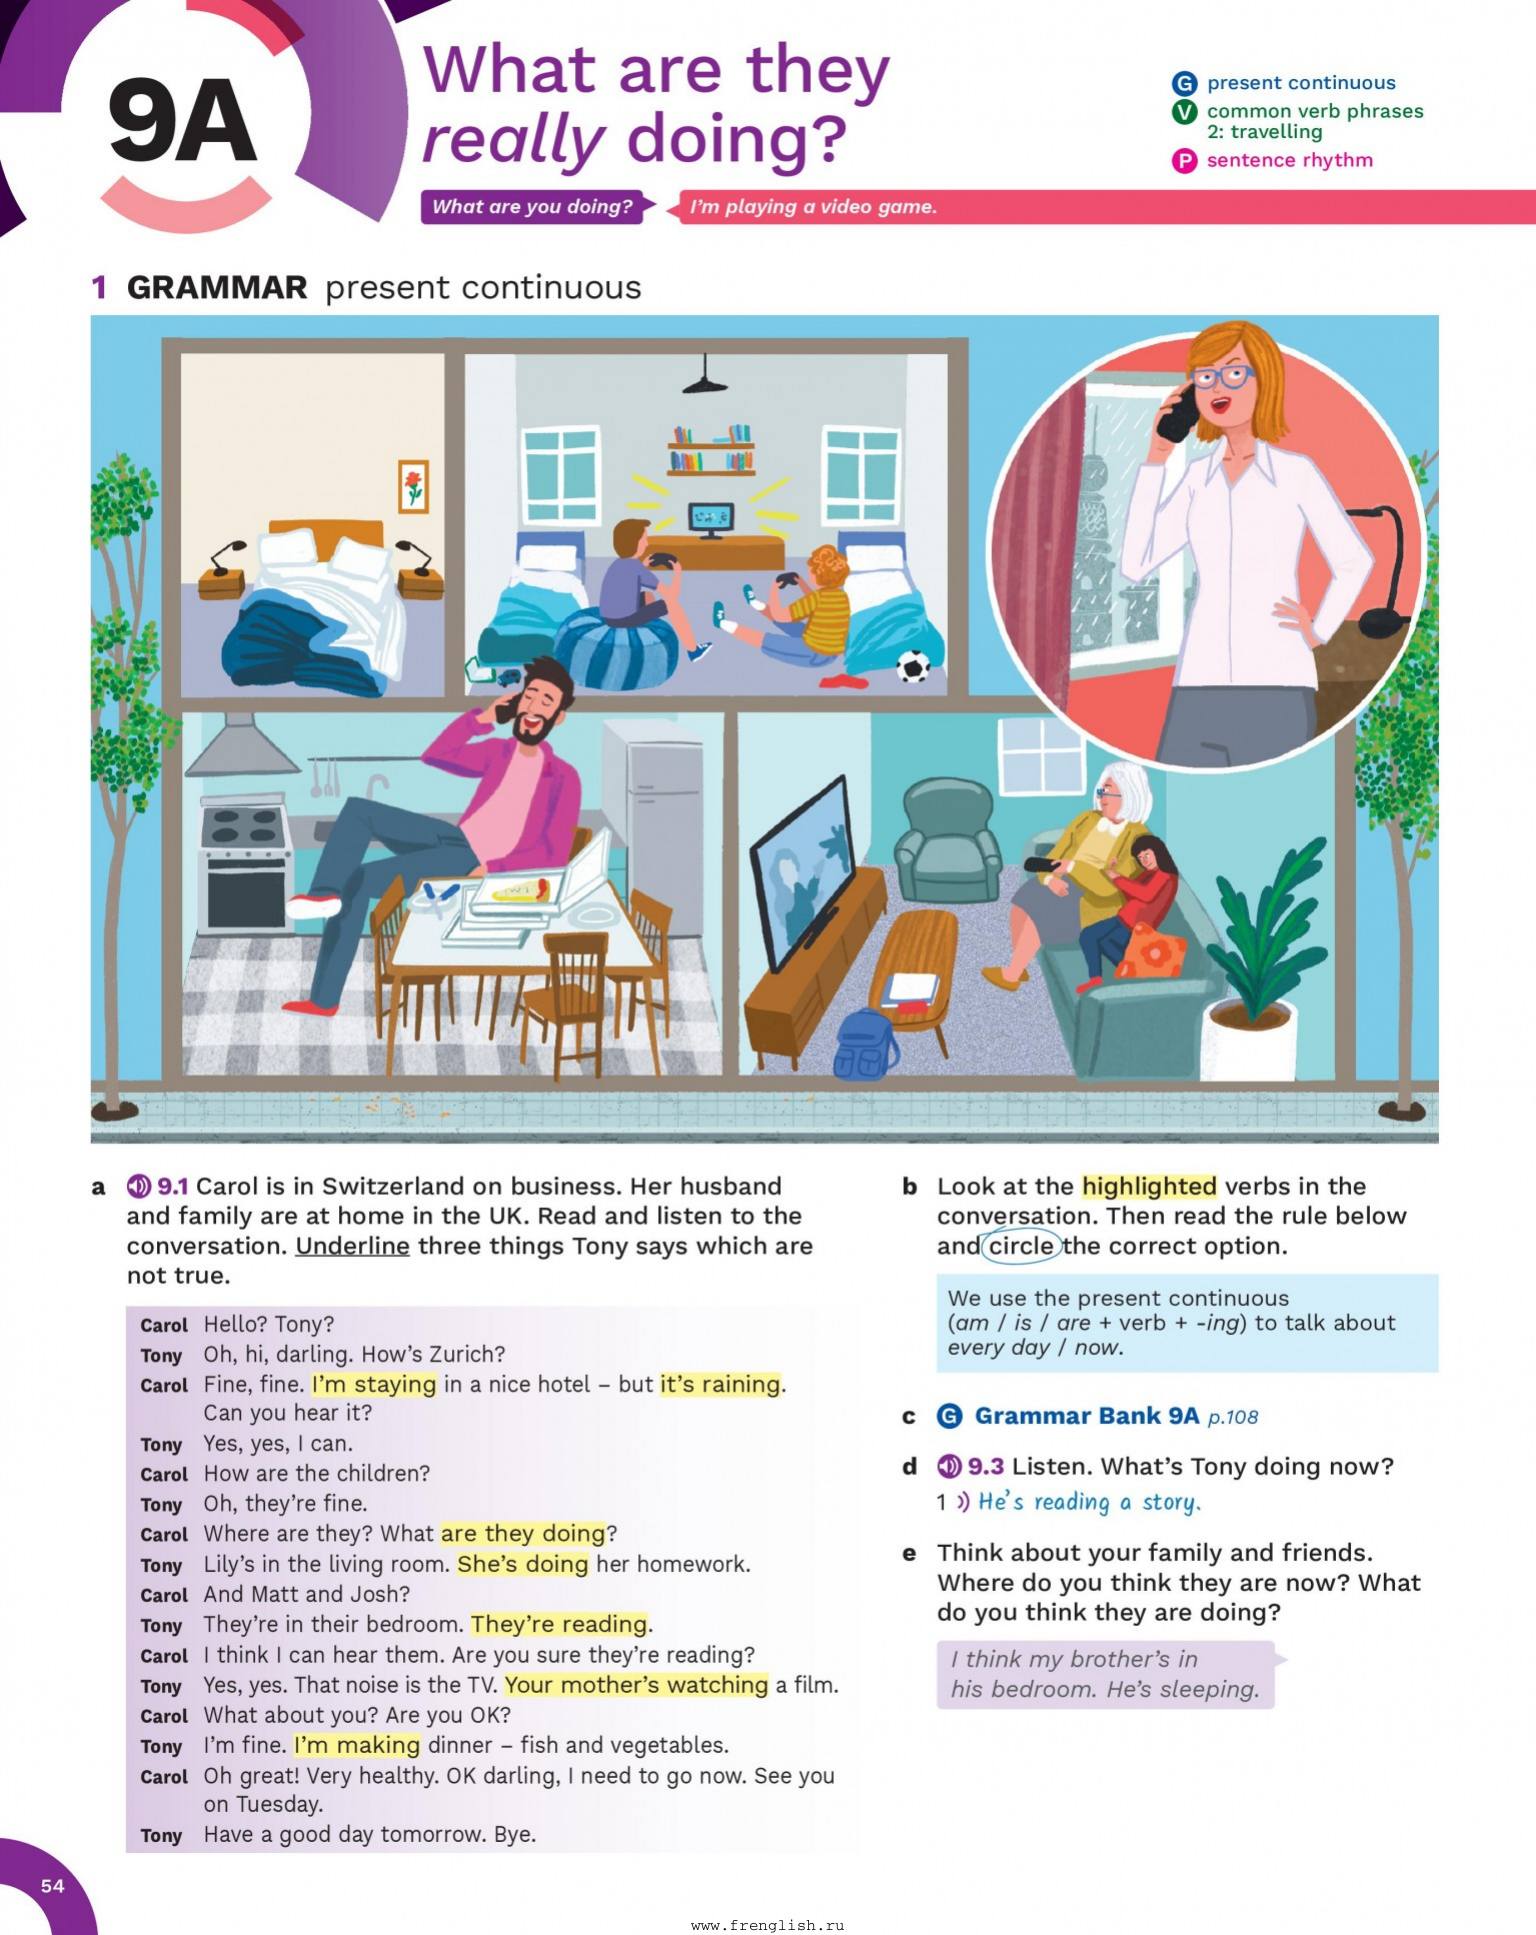 9A
What are they
really doing?
G present continuous
V common verb phrases
2: travelling
P sentence rhythm
What are you doing?
I'm playing a video game.
1 GRAMMAR present continuous
a 9.1 Carol is in Switzerland on business. Her husband
and family are at home in the UK. Read and listen to the
conversation. Underline three things Tony says which are
not true.
Carol Hello? Tony?
Tony Oh, hi, darling. How's Zurich?
Carol Fine, fine. I'm staying in a nice hotel – but it's raining.
Can you hear it?
Tony Yes, yes, I can.
Carol How are the children?
Tony Oh, they're fine.
Carol Where are they? What are they doing?
Tony Lily's in the living room. She's doing her homework.
Carol And Matt and Josh?
Tony They're in their bedroom. They're reading.
Carol I think I can hear them. Are you sure they're reading?
Tony Yes, yes. That noise is the TV. Your mother's watching a film.
Carol What about you? Are you OK?
Tony I'm fine. I'm making dinner – fish and vegetables.
Carol Oh great! Very healthy. OK darling, I need to go now. See you
on Tuesday.
Tony Have a good day tomorrow. Bye.
b Look at the highlighted verbs in the
conversation. Then read the rule below
and circle the correct option.
We use the present continuous
(am / is / are + verb + -ing) to talk about
every day / now.
c G Grammar Bank 9A p.108
d 9.3 Listen. What's Tony doing now?
1 He's reading a story.
e Think about your family and friends.
Where do you think they are now? What
do you think they are doing?
I think my brother's in
his bedroom. He's sleeping.
54
www.frenglish.ru